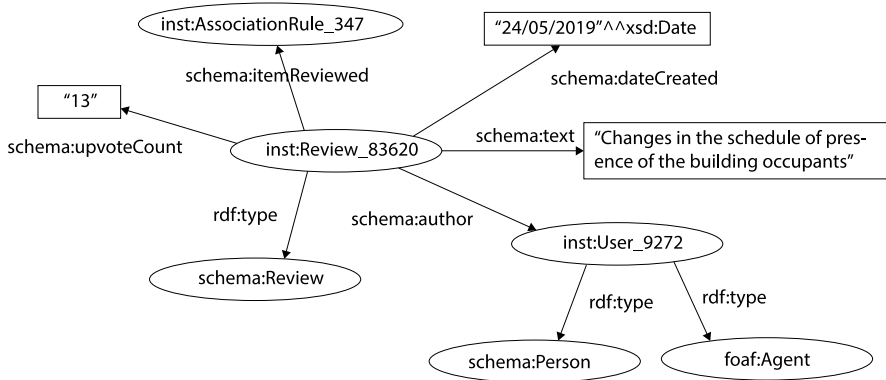 inst:AssociationRule_347
“24/05/2019”^^xsd:Date
schema:itemReviewed
schema:dateCreated
“13”
schema:upvoteCount
schema:text
inst:Review_83620
“Changes in the schedule of pres-
ence of the building occupants”
rdf:type
schema:author
inst:User_9272
schema:Review
rdf:type
rdf:type
schema:Person
foaf:Agent